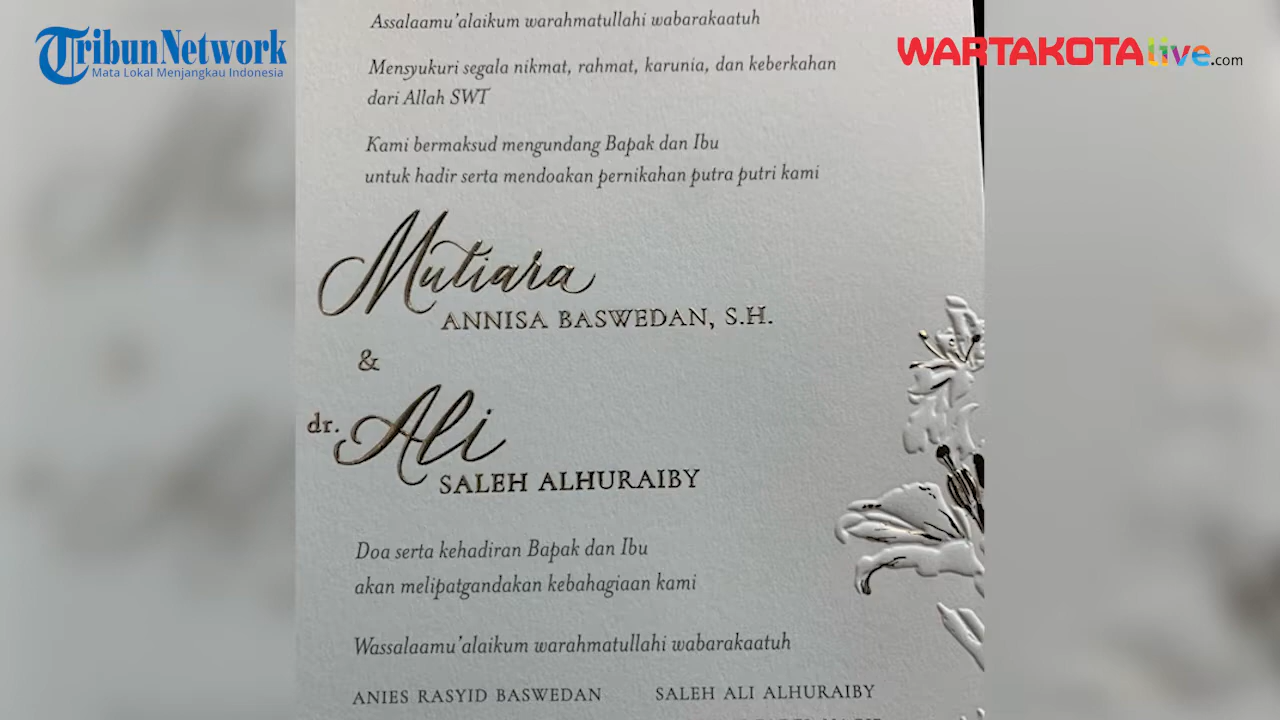 Tribun Network
Mata Lokal Menjangkau Indonesia
WARTAKOTAlive.com
Assalaamu'alaikum warahmatullahi wabarakaatuh
Mensyukuri segala nikmat, rahmat, karunia, dan keberkahan
dari Allah SWT
Kami bermaksud mengundang Bapak dan Ibu
untuk hadir serta mendoakan pernikahan putra putri kami
Mutiara
ANNISA BASWEDAN, S.H.
&
dr. Ali
SALEH ALHURAIBY
Doa serta kehadiran Bapak dan Ibu
akan melipatgandakan kebahagiaan kami
Wassalaamu'alaikum warahmatullahi wabarakaatuh
ANIES RASYID BASWEDAN SALEH ALI ALHURAIBY